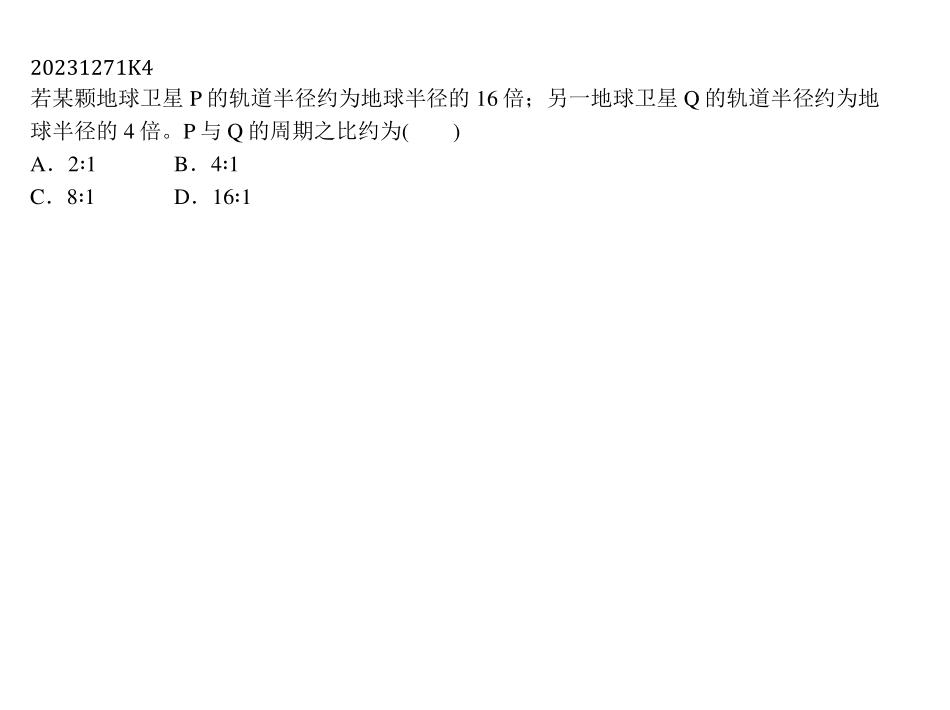 20231271K4
若某颗地球卫星 P 的轨道半径约为地球半径的 16 倍；另一地球卫星 Q 的轨道半径约为地
球半径的 4 倍。P 与 Q 的周期之比约为(　　)
A．2∶1　　　B．4∶1
C．8∶1　　　D．16∶1